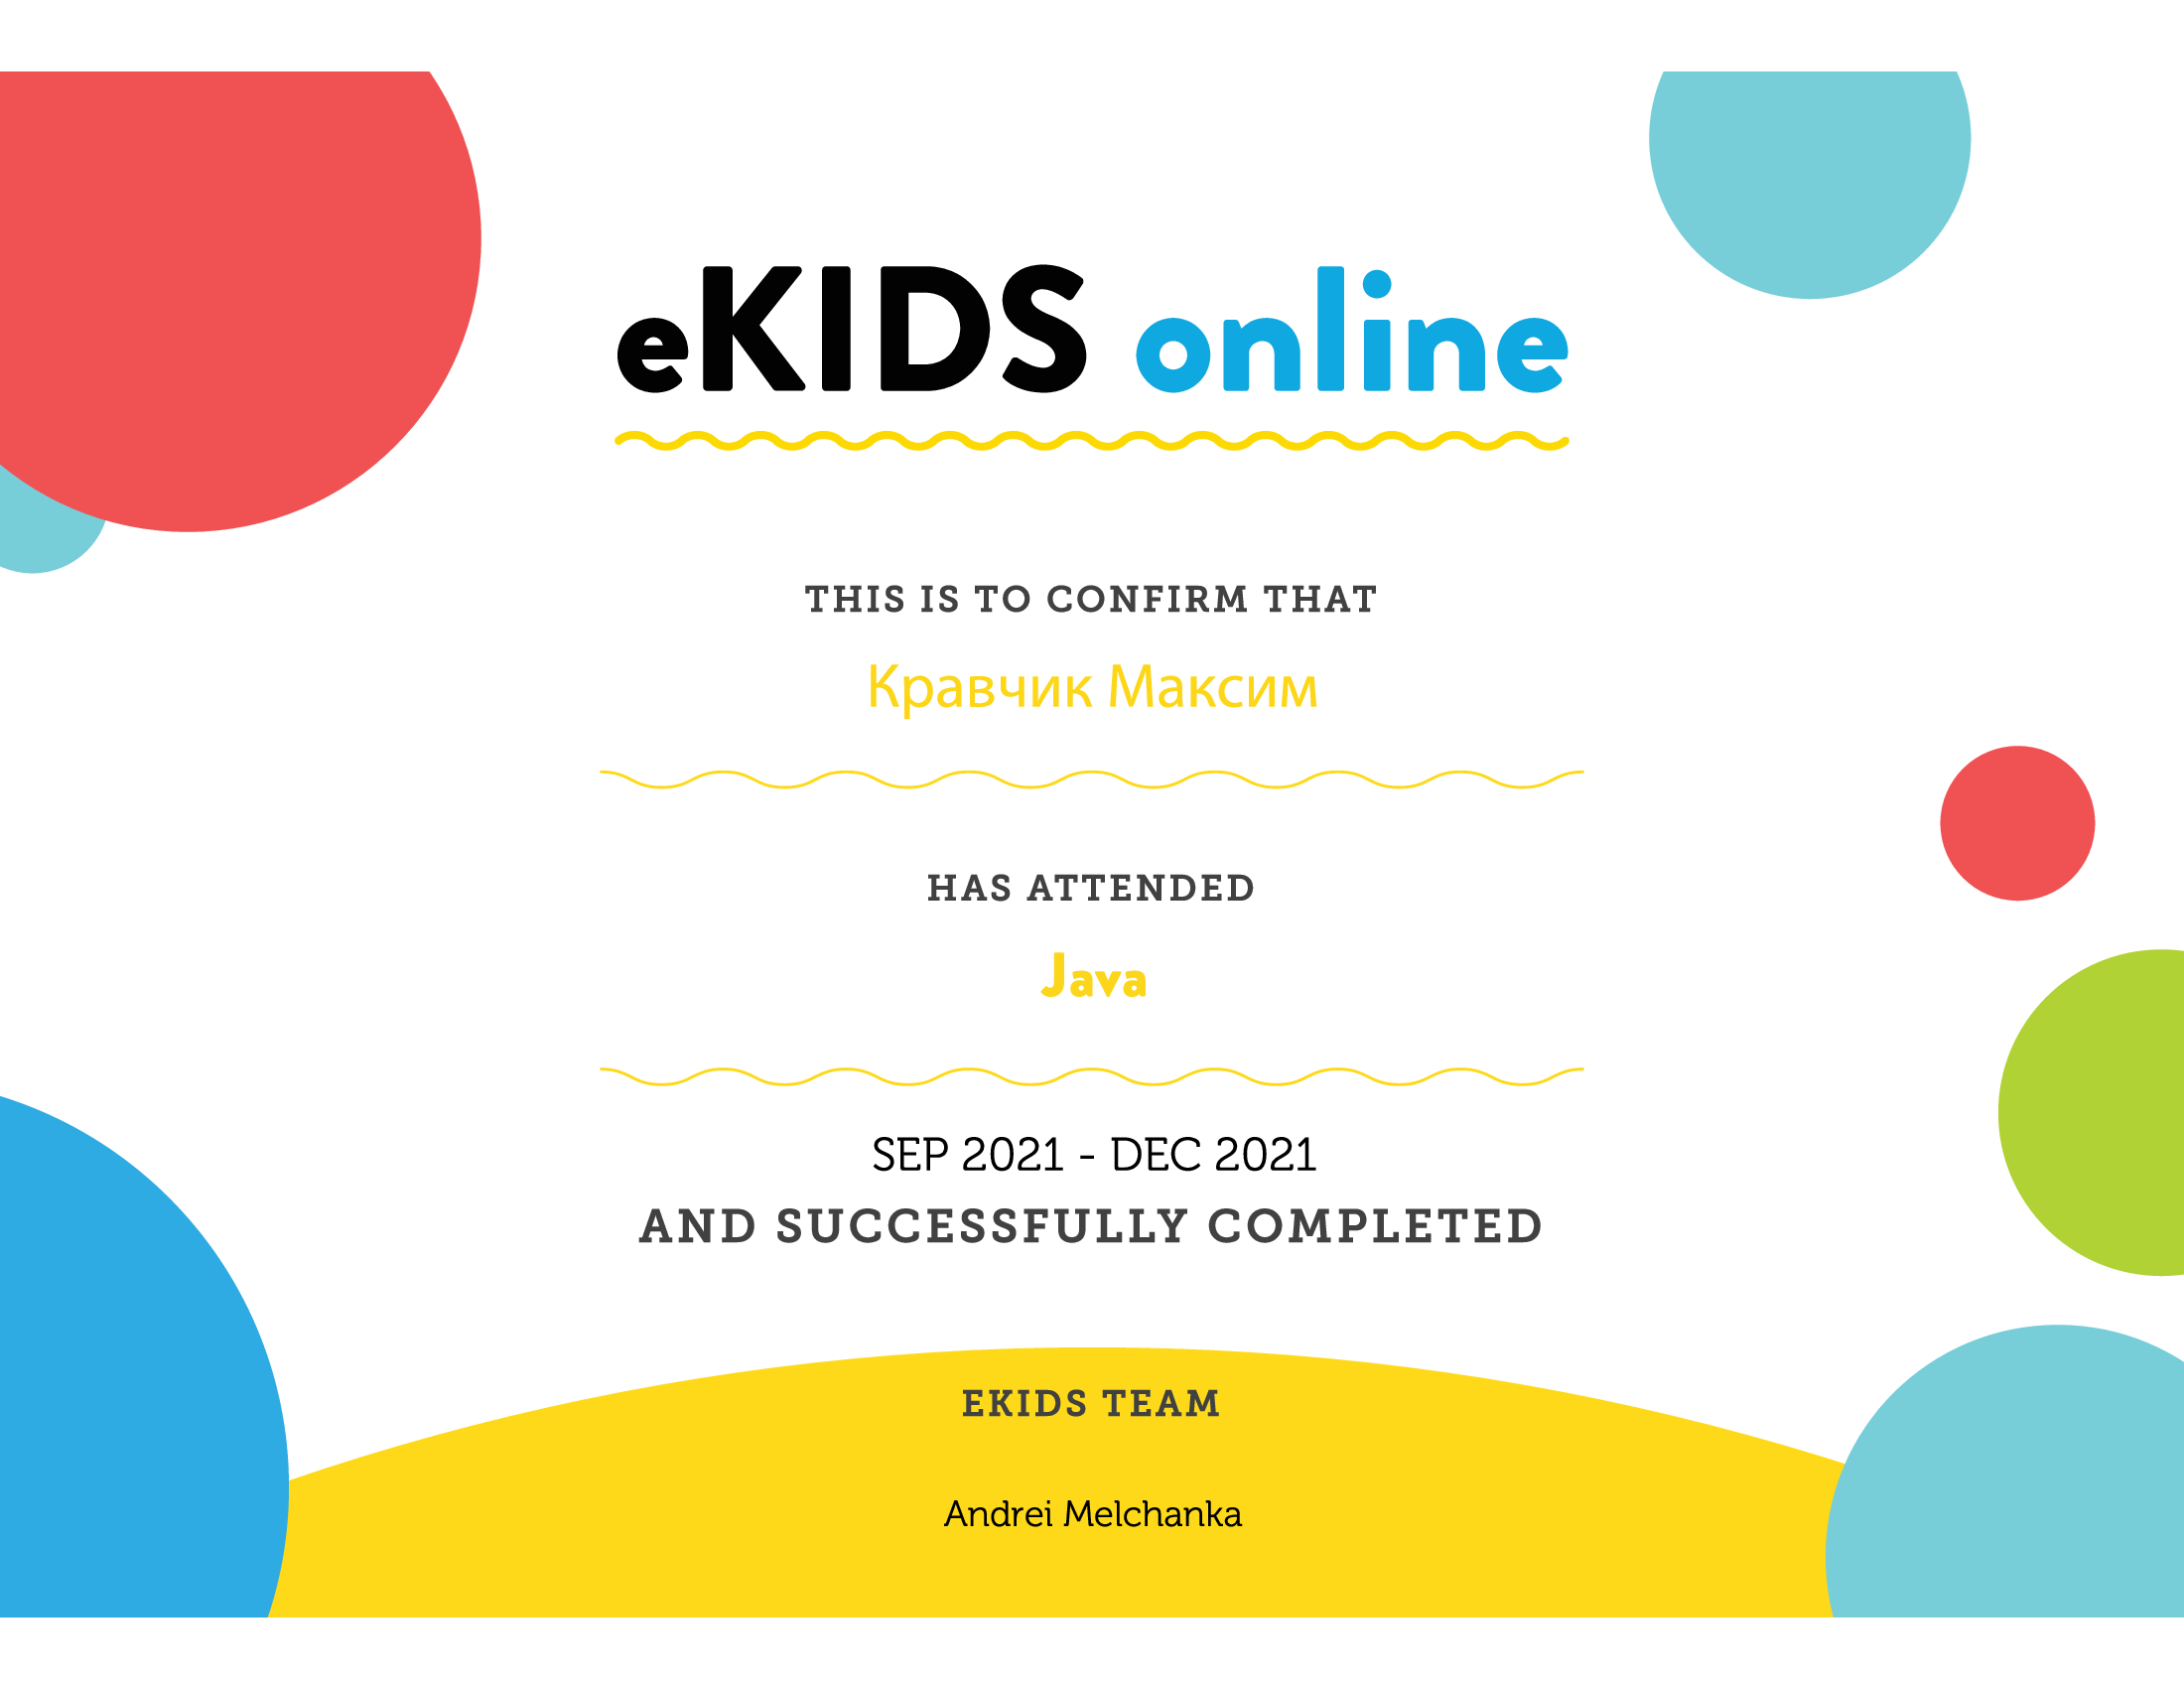 eKIDS online
THIS IS TO CONFIRM THAT
Кравчик Максим
HAS ATTENDED
Java
SEP 2021 - DEC 2021
AND SUCCESSFULLY COMPLETED
EKIDS TEAM
Andrei Melchanka